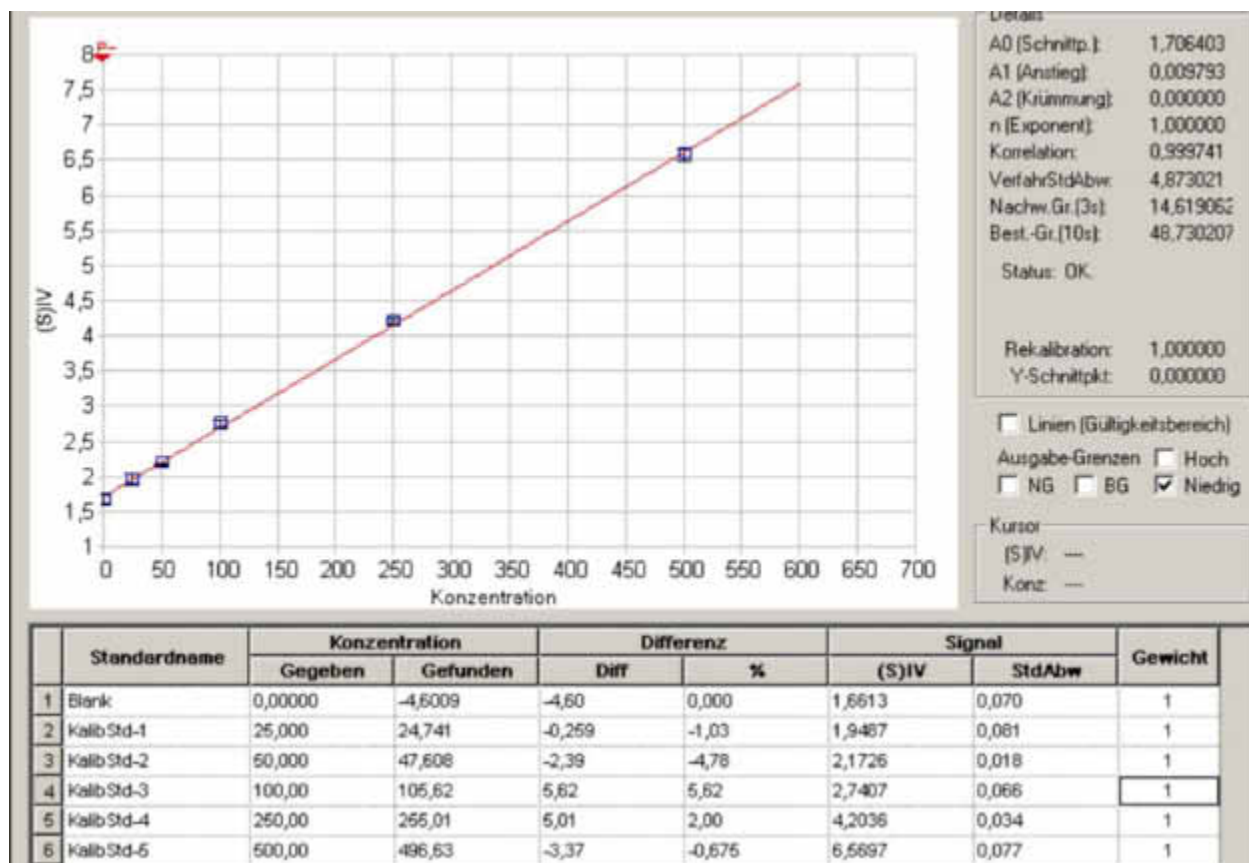 Details
A0 (Schnittp.): 1,706403
A1 (Anstieg): 0,009793
A2 (Krümmung): 0,000000
n (Exponent): 1,000000
Korrelation: 0,999741
VerfahrStdAbw: 4,873021
Nachw.Gr.(3s): 14,619062
Best.-Gr.(10s): 48,730207
Status: OK.
Rekalibration: 1,000000
Y-Schnittpkt: 0,000000
Linien (Gültigkeitsbereich)
Ausgabe-Grenzen Hoch
NG BG Niedrig
Kursor
(S)IV: ---
Konz: ---
8
7,5
7
6,5
6
5,5
5
4,5
4
3,5
3
2,5
2
1,5
1
(S)IV
0 50 100 150 200 250 300 350 400 450 500 550 600 650 700
Konzentration
Standardname Konzentration Differenz Signal Gewicht
Gegeben Gefunden Diff % (S)IV StdAbw
1 Blank 0,00000 -4,6009 -4,60 0,000 1,6613 0,070 1
2 KalibStd-1 25,000 24,741 -0,259 -1,03 1,9487 0,081 1
3 KalibStd-2 50,000 47,608 -2,39 -4,78 2,1726 0,018 1
4 KalibStd-3 100,00 105,62 5,62 5,62 2,7407 0,066 1
5 KalibStd-4 250,00 255,01 5,01 2,00 4,2036 0,034 1
6 KalibStd-5 500,00 496,63 -3,37 -0,675 6,5697 0,077 1